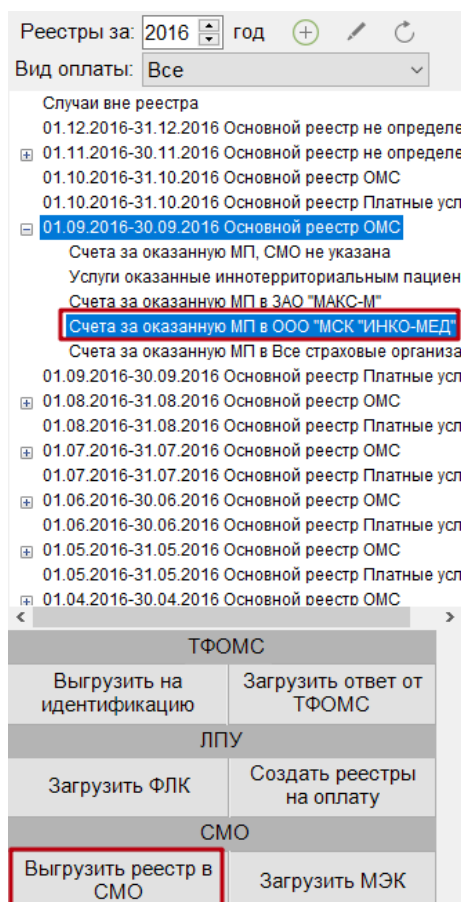 Реестры за: 2016 год
Вид оплаты: Все
Случаи вне реестра
01.12.2016-31.12.2016 Основной реестр не определе
01.11.2016-30.11.2016 Основной реестр не определе
01.10.2016-31.10.2016 Основной реестр ОМС
01.10.2016-31.10.2016 Основной реестр Платные усл
01.09.2016-30.09.2016 Основной реестр ОМС
Счета за оказанную МП, СМО не указана
Услуги оказанные иннотерриториальным пациен
Счета за оказанную МП в ЗАО "МАКС-М"
Счета за оказанную МП в ООО "МСК "ИНКО-МЕД"
Счета за оказанную МП в Все страховые организа
01.09.2016-30.09.2016 Основной реестр Платные усл
01.08.2016-31.08.2016 Основной реестр ОМС
01.08.2016-31.08.2016 Основной реестр Платные усл
01.07.2016-31.07.2016 Основной реестр ОМС
01.07.2016-31.07.2016 Основной реестр Платные усл
01.06.2016-30.06.2016 Основной реестр ОМС
01.06.2016-30.06.2016 Основной реестр Платные усл
01.05.2016-31.05.2016 Основной реестр ОМС
01.05.2016-31.05.2016 Основной реестр Платные усл
01.04.2016-30.04.2016 Основной реестр ОМС
ТФОМС
Выгрузить на идентификацию
Загрузить ответ от ТФОМС
ЛПУ
Загрузить ФЛК
Создать реестры на оплату
СМО
Выгрузить реестр в СМО
Загрузить МЭК